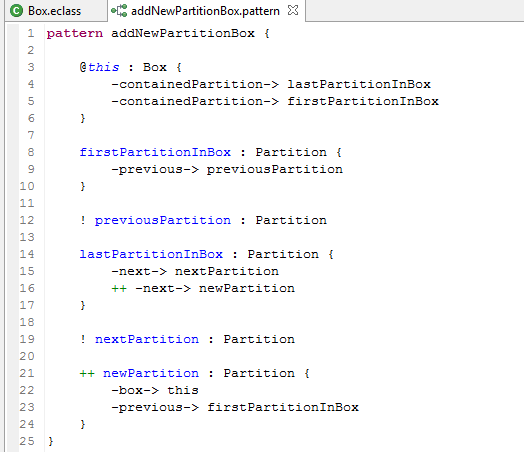 Box.eclass addNewPartitionBox.pattern
1 pattern addNewPartitionBox {
2
3 @this : Box {
4 -containedPartition-> lastPartitionInBox
5 -containedPartition-> firstPartitionInBox
6 }
7
8 firstPartitionInBox : Partition {
9 -previous-> previousPartition
10 }
11
12 ! previousPartition : Partition
13
14 lastPartitionInBox : Partition {
15 -next-> nextPartition
16 ++ -next-> newPartition
17 }
18
19 ! nextPartition : Partition
20
21 ++ newPartition : Partition {
22 -box-> this
23 -previous-> firstPartitionInBox
24 }
25 }